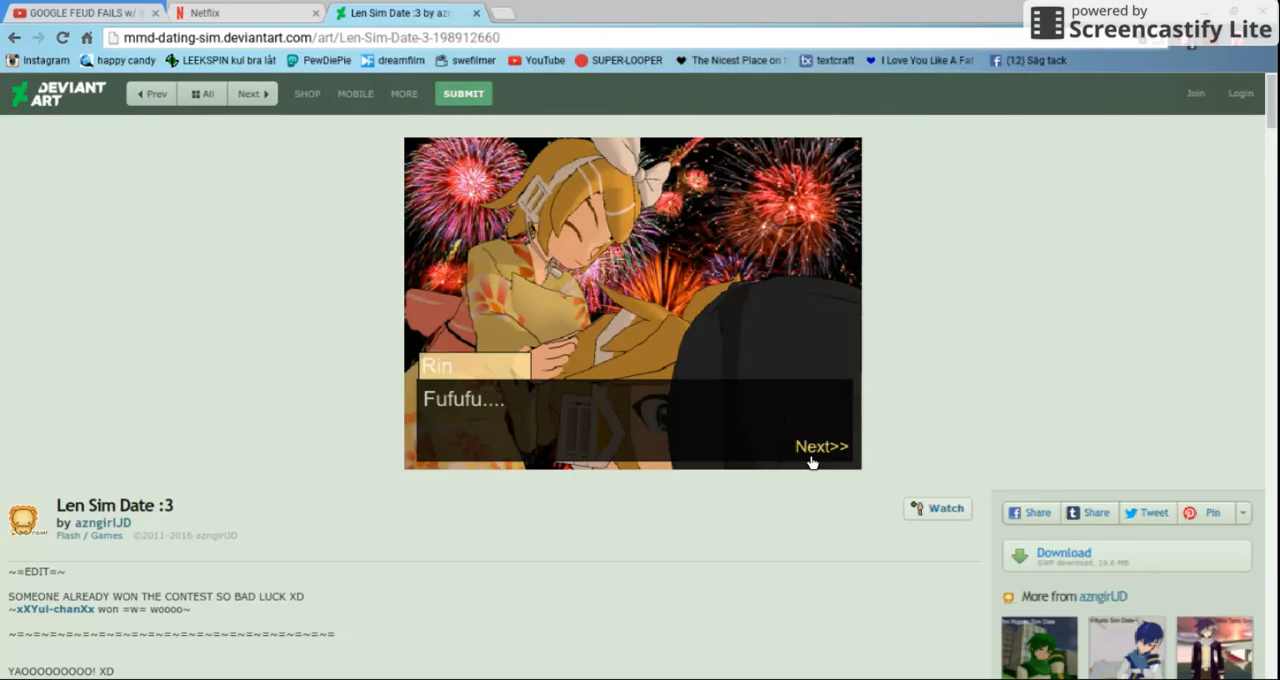 GOOGLE FEUD FAILS w/
Netflix
Len Sim Date :3 by azn
powered by
Screencastify Lite
mmd-dating-sim.deviantart.com/art/Len-Sim-Date-3-198912660
Instagram
happy candy
LEEKSPIN kul bra låt
PewDiePie
dreamfilm
swefilmer
YouTube
SUPER-LOOPER
The Nicest Place on t
textcraft
I Love You Like A Fat
(12) Säg tack
DEVIANT
ART
Prev
All
Next
SHOP
MOBILE
MORE
SUBMIT
Join
Login
Rin
Fufufu....
Next>>
Len Sim Date :3
by azngirlJD
Flash / Games ©2011-2016 azngirlJD
Watch
Share
Share
Tweet
Pin
Download
SWF download, 19.6 MB
More from azngirlJD
~=EDIT=~
SOMEONE ALREADY WON THE CONTEST SO BAD LUCK XD
~xXYui-chanXx won =w= woooo~
~=~=~=~=~=~=~=~=~=~=~=~=~=~=~=~=~=~=
YAOOOOOOOOO! XD